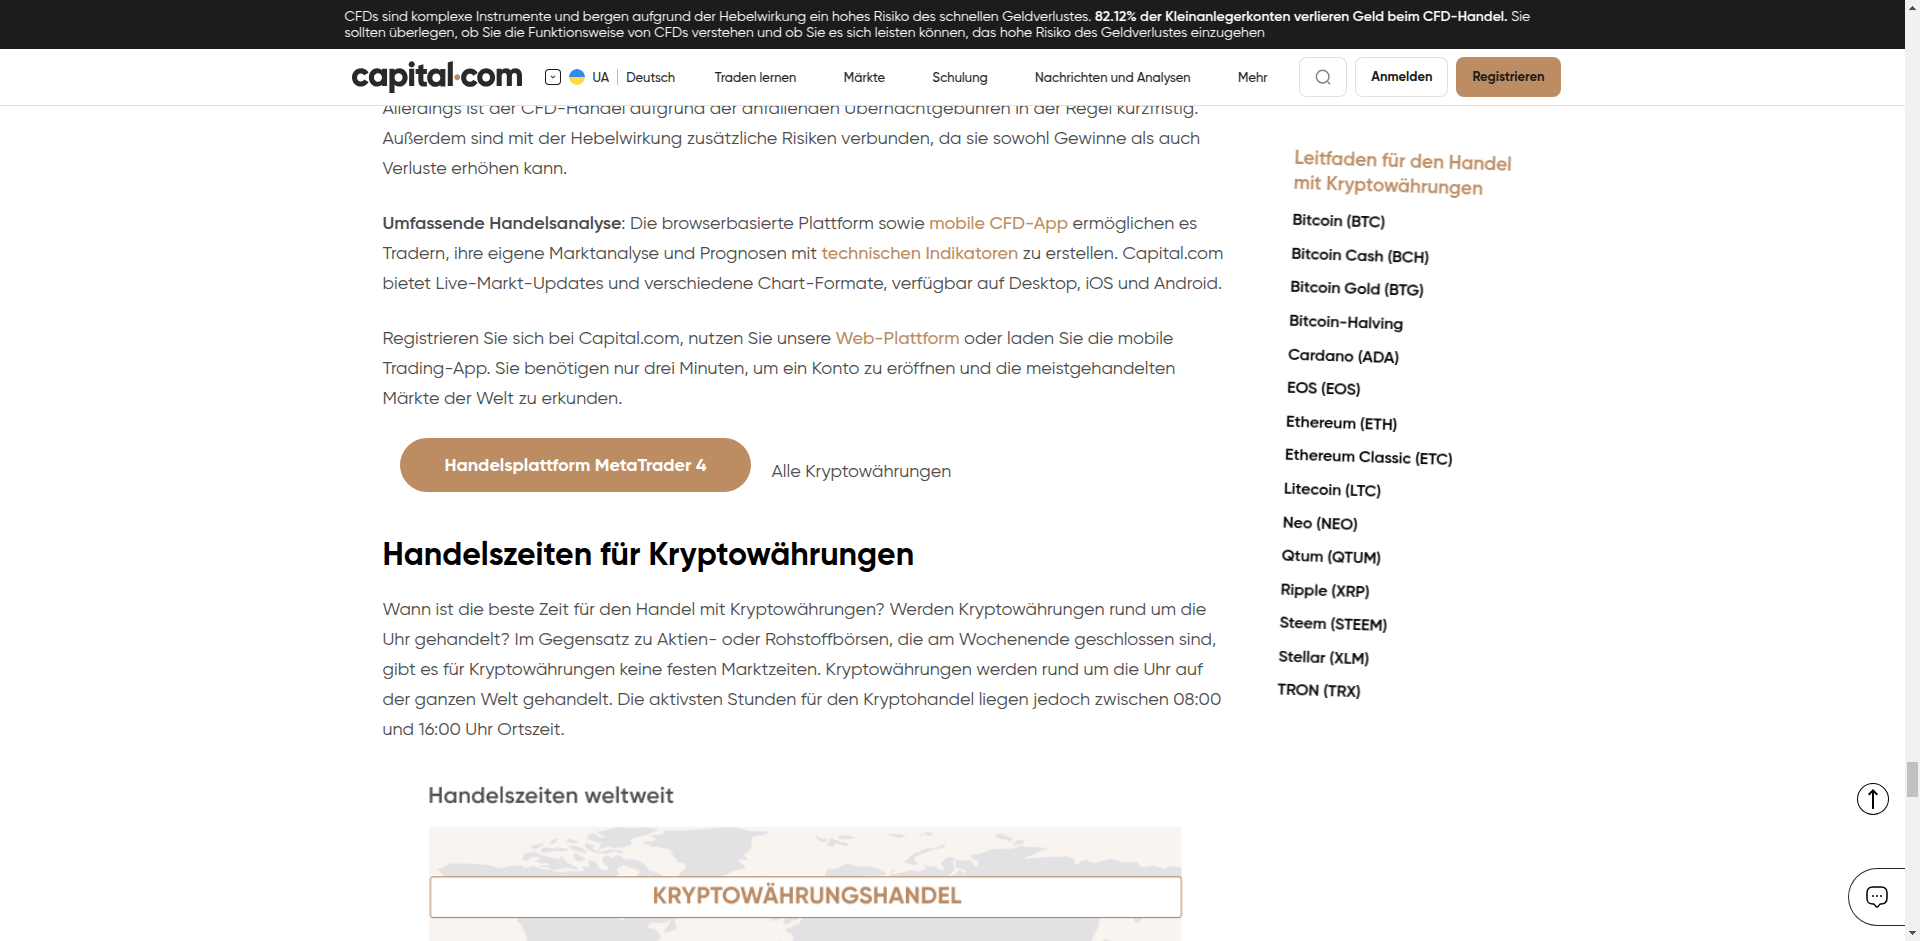 CFDs sind komplexe Instrumente und bergen aufgrund der Hebelwirkung ein hohes Risiko des schnellen Geldverlustes. 82.12% der Kleinanlegerkonten verlieren Geld beim CFD-Handel. Sie
sollten überlegen, ob Sie die Funktionsweise von CFDs verstehen und ob Sie es sich leisten können, das hohe Risiko des Geldverlustes einzugehen
capital.com UA Deutsch Traden lernen Märkte Schulung Nachrichten und Analysen Mehr Anmelden Registrieren
Allerdings ist der CFD-Handel aufgrund der anfallenden Übernachtgebühren in der Regel kurzfristig.
Außerdem sind mit der Hebelwirkung zusätzliche Risiken verbunden, da sie sowohl Gewinne als auch
Verluste erhöhen kann.
Umfassende Handelsanalyse: Die browserbasierte Plattform sowie mobile CFD-App ermöglichen es
Tradern, ihre eigene Marktanalyse und Prognosen mit technischen Indikatoren zu erstellen. Capital.com
bietet Live-Markt-Updates und verschiedene Chart-Formate, verfügbar auf Desktop, iOS und Android.
Registrieren Sie sich bei Capital.com, nutzen Sie unsere Web-Plattform oder laden Sie die mobile
Trading-App. Sie benötigen nur drei Minuten, um ein Konto zu eröffnen und die meistgehandelten
Märkte der Welt zu erkunden.
Handelsplattform MetaTrader 4
Alle Kryptowährungen
Handelszeiten für Kryptowährungen
Wann ist die beste Zeit für den Handel mit Kryptowährungen? Werden Kryptowährungen rund um die
Uhr gehandelt? Im Gegensatz zu Aktien- oder Rohstoffbörsen, die am Wochenende geschlossen sind,
gibt es für Kryptowährungen keine festen Marktzeiten. Kryptowährungen werden rund um die Uhr auf
der ganzen Welt gehandelt. Die aktivsten Stunden für den Kryptohandel liegen jedoch zwischen 08:00
und 16:00 Uhr Ortszeit.
Handelszeiten weltweit
KRYPTOWÄHRUNGSHANDEL
Leitfaden für den Handel
mit Kryptowährungen
Bitcoin (BTC)
Bitcoin Cash (BCH)
Bitcoin Gold (BTG)
Bitcoin-Halving
Cardano (ADA)
EOS (EOS)
Ethereum (ETH)
Ethereum Classic (ETC)
Litecoin (LTC)
Neo (NEO)
Qtum (QTUM)
Ripple (XRP)
Steem (STEEM)
Stellar (XLM)
TRON (TRX)